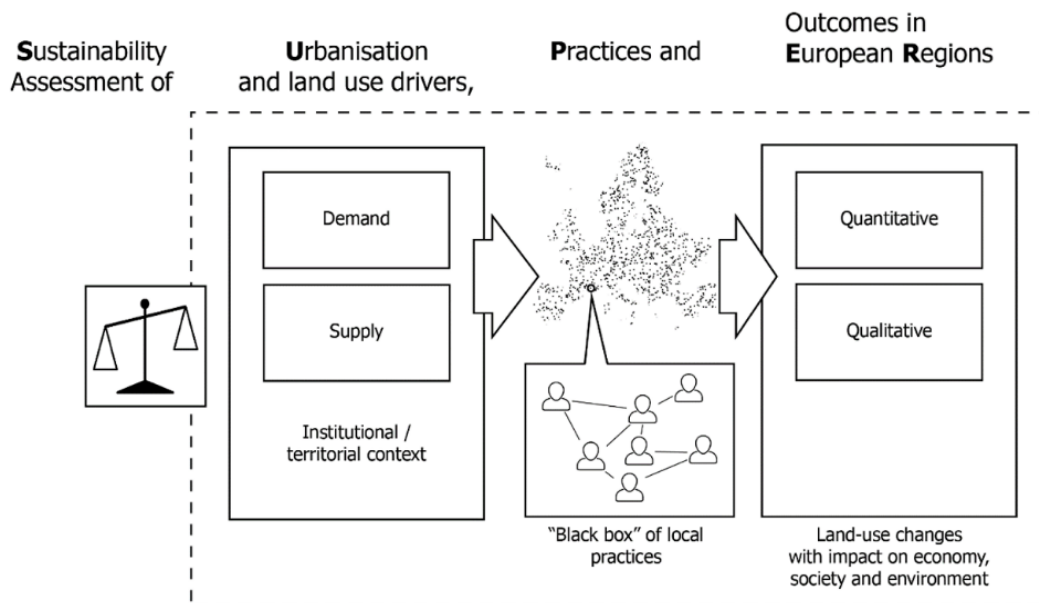 Sustainability
Assessment of
Urbanisation
and land use drivers,
Practices and
Outcomes in
European Regions
Demand
Supply
Institutional /
territorial context
"Black box" of local
practices
Quantitative
Qualitative
Land-use changes
with impact on economy,
society and environment